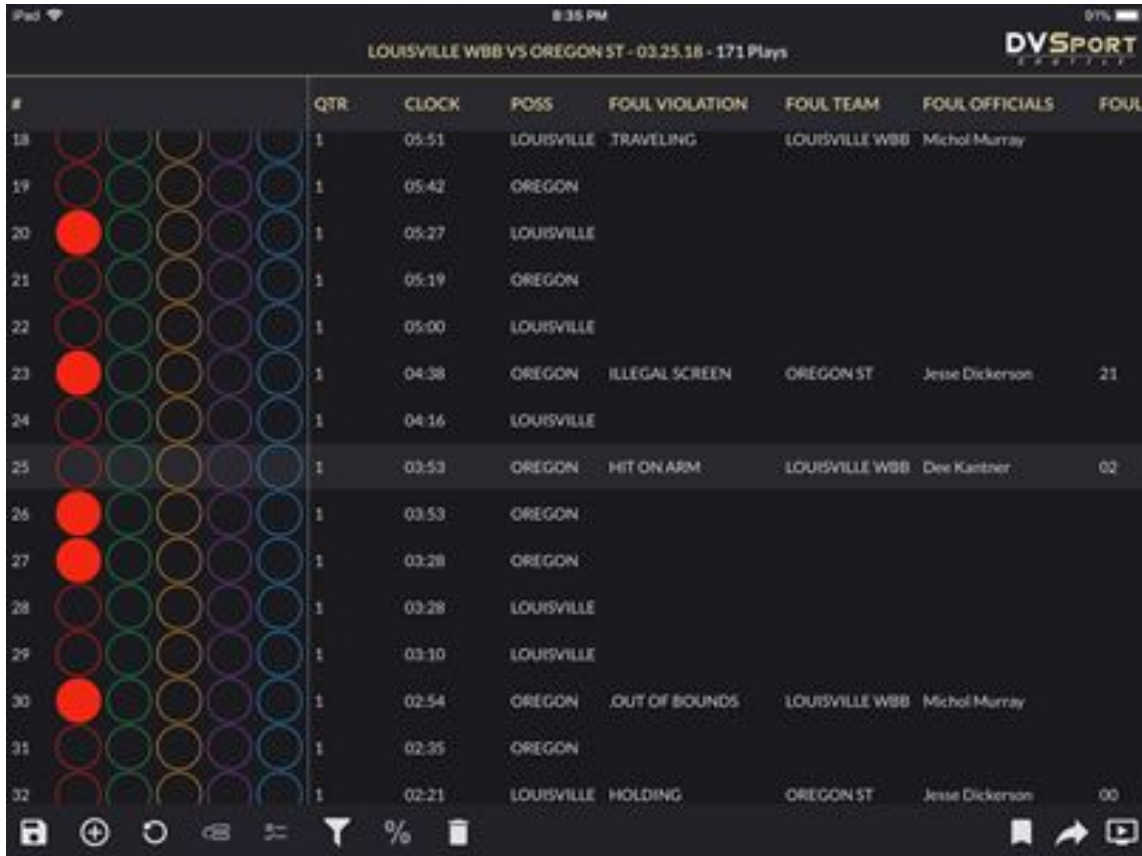 iPad 8:35 PM 91%
LOUISVILLE WBB VS OREGON ST - 03.25.18 - 171 Plays
DVSPORT
# QTR CLOCK POSS FOUL VIOLATION FOUL TEAM FOUL OFFICIALS FOUL
18 1 05:51 LOUISVILLE .TRAVELING LOUISVILLE WBB Michol Murray
19 1 05:42 OREGON
20 1 05:27 LOUISVILLE
21 1 05:19 OREGON
22 1 05:00 LOUISVILLE
23 1 04:38 OREGON ILLEGAL SCREEN OREGON ST Jesse Dickerson 21
24 1 04:16 LOUISVILLE
25 1 03:53 OREGON HIT ON ARM LOUISVILLE WBB Dee Kantner 02
26 1 03:53 OREGON
27 1 03:28 OREGON
28 1 03:28 LOUISVILLE
29 1 03:10 LOUISVILLE
30 1 02:54 OREGON .OUT OF BOUNDS LOUISVILLE WBB Michol Murray
31 1 02:35 OREGON
32 1 02:21 LOUISVILLE HOLDING OREGON ST Jesse Dickerson 00
%